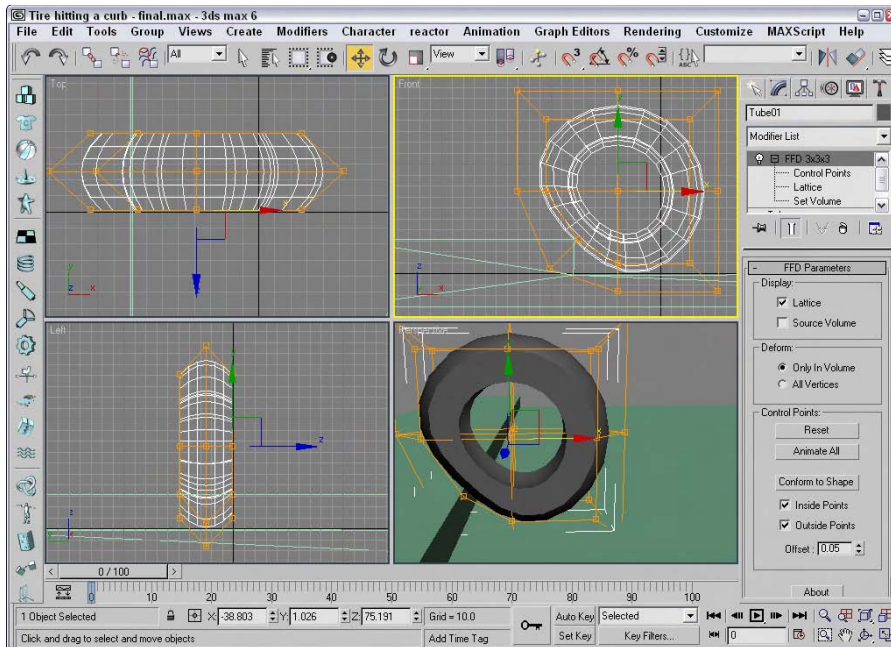 Tire hitting a curb - final.max - 3ds max 6
File Edit Tools Group Views Create Modifiers Character reactor Animation Graph Editors Rendering Customize MAXScript Help
All
View
3
%
ABC
Top
Front
Left
Perspective
x
y
z
Tube01
Modifier List
FFD 3x3x3
Control Points
Lattice
Set Volume
- FFD Parameters
Display:
Lattice
Source Volume
Deform:
Only In Volume
All Vertices
Control Points:
Reset
Animate All
Conform to Shape
Inside Points
Outside Points
Offset : 0.05
About
< 0 / 100 >
0 10 20 30 40 50 60 70 80 90 100
1 Object Selected X: -38.803 Y: 1.026 Z: 75.191 Grid = 10.0 Auto Key Selected
Click and drag to select and move objects Add Time Tag Set Key Key Filters... 0